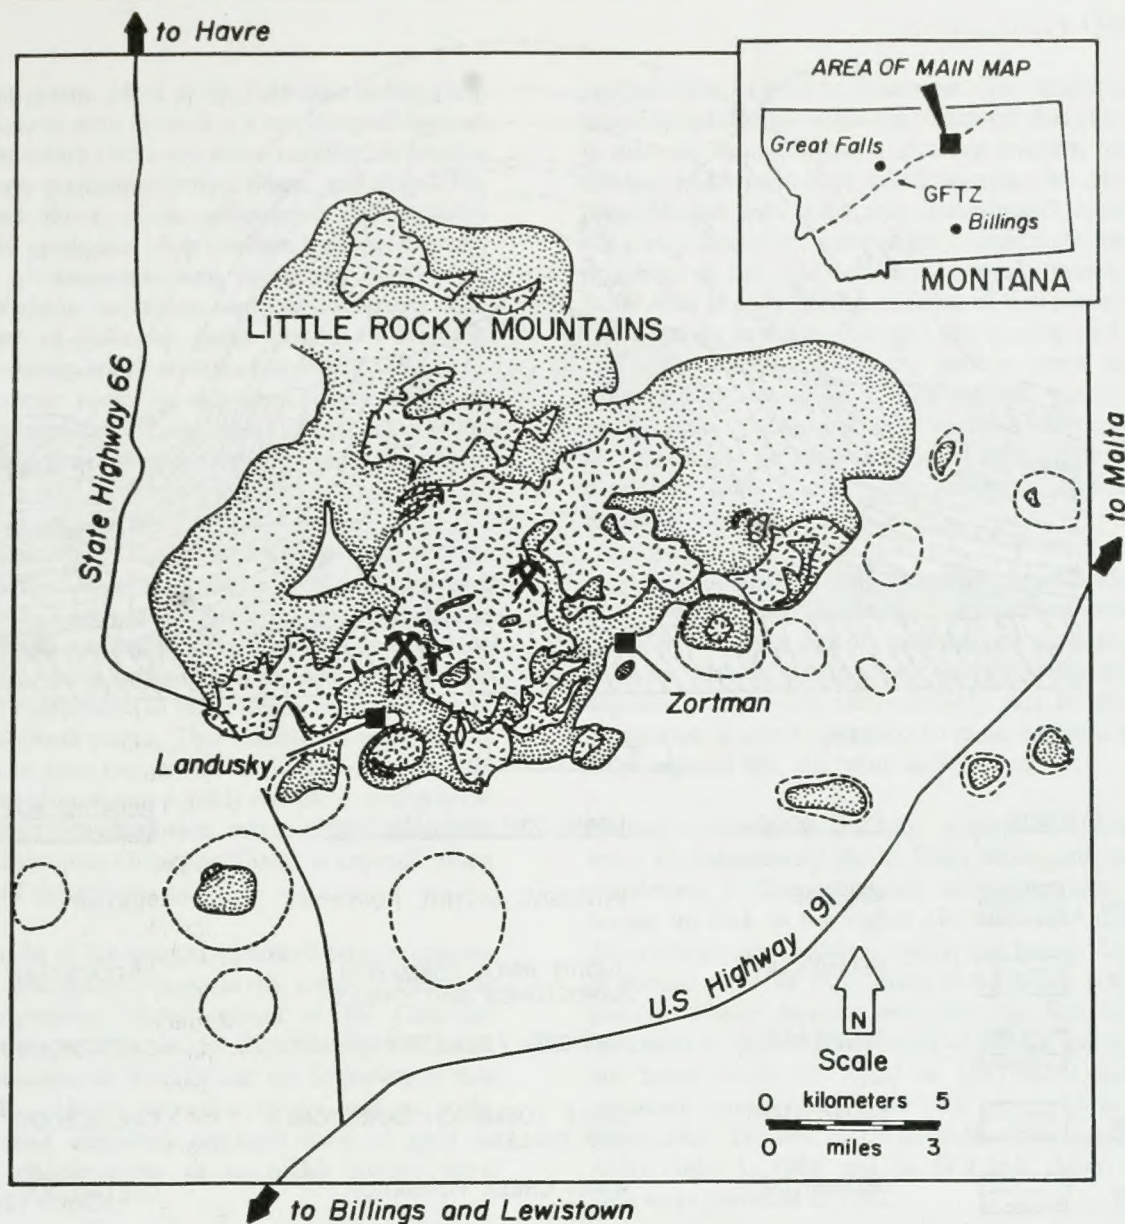 to Havre
AREA OF MAIN MAP
Great Falls
GFTZ
Billings
MONTANA
LITTLE ROCKY MOUNTAINS
State Highway 66
to Malta
Zortman
Landusky
U.S Highway 191
N
Scale
0 kilometers 5
0 miles 3
to Billings and Lewistown